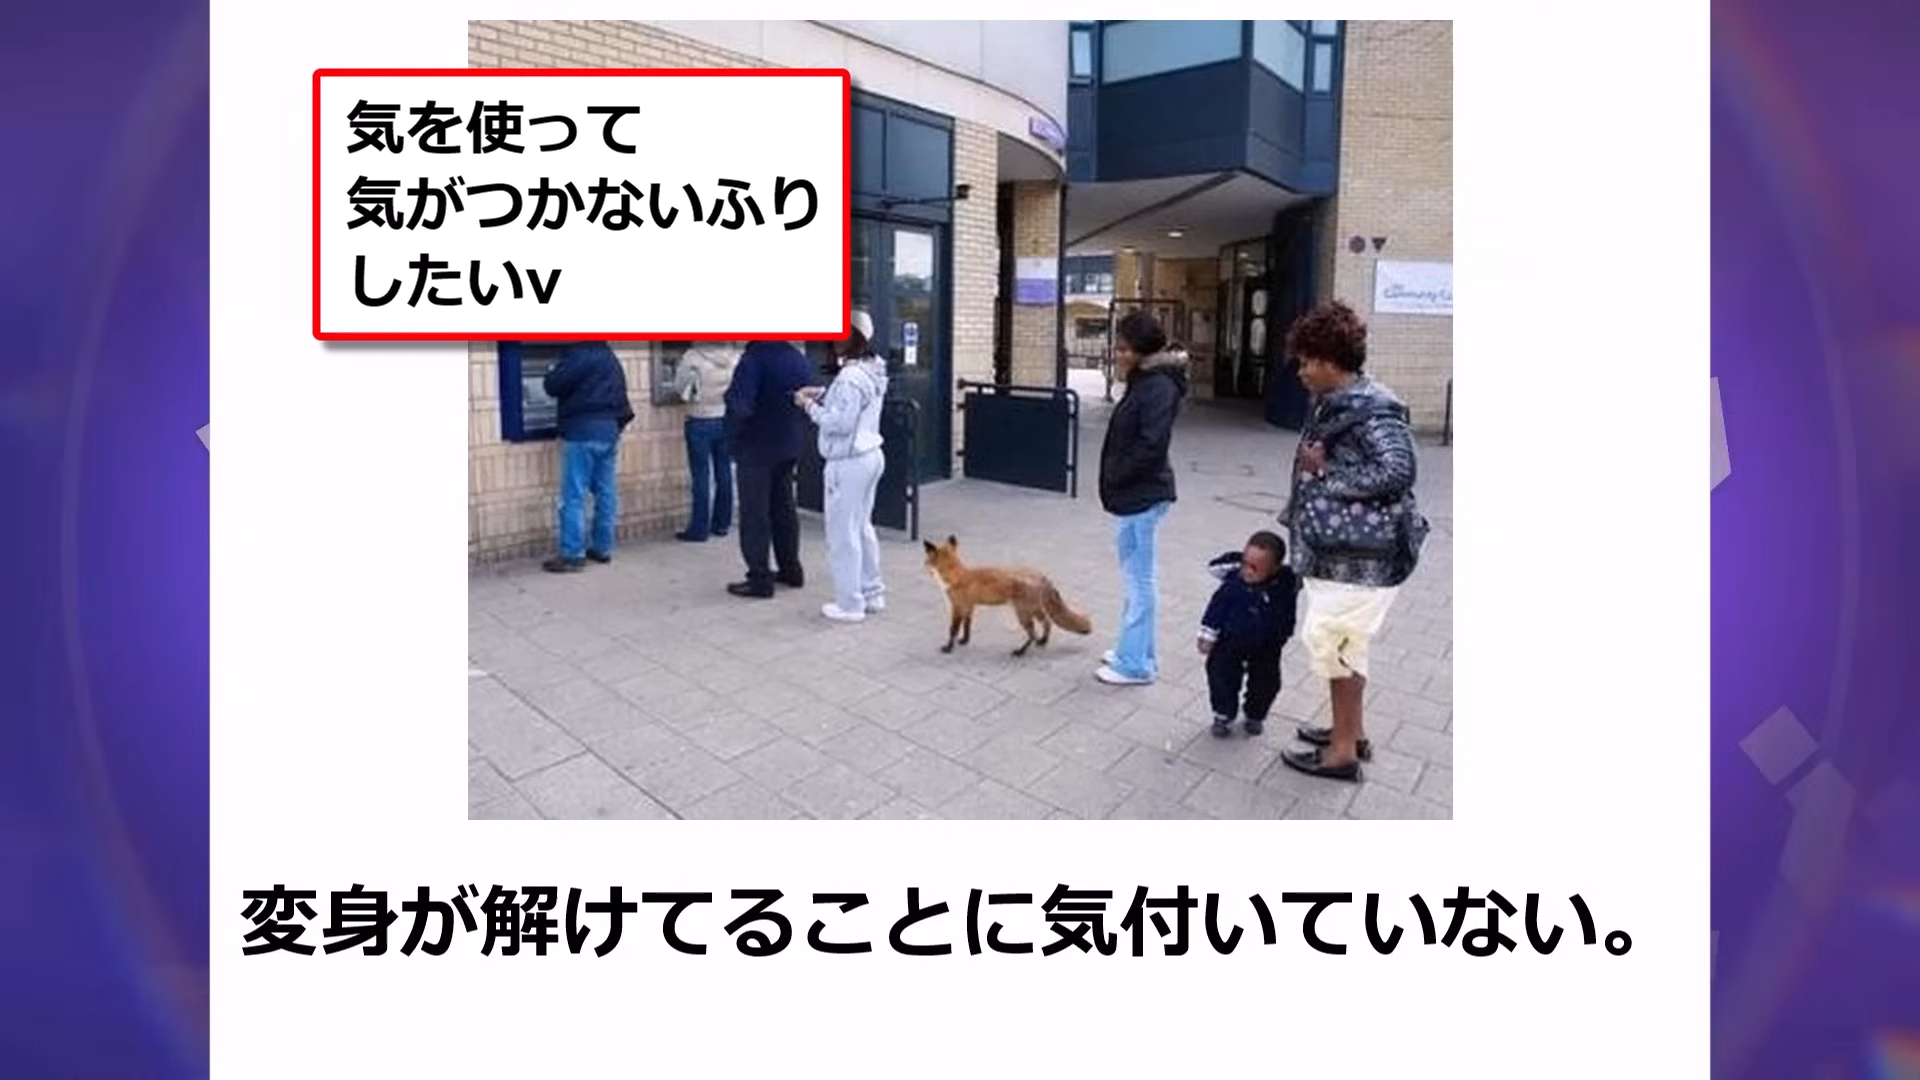 気を使って
気がつかないふり
したいv
変身が解けてることに気付いていない。